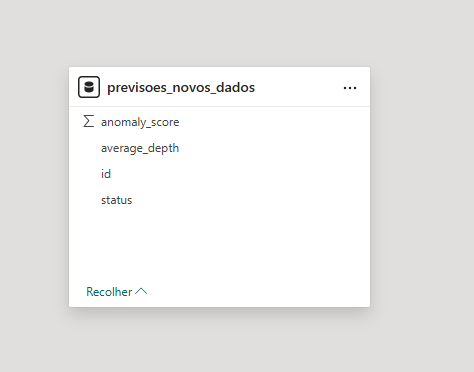 previsoes_novos_dados
anomaly_score
average_depth
id
status
Recolher